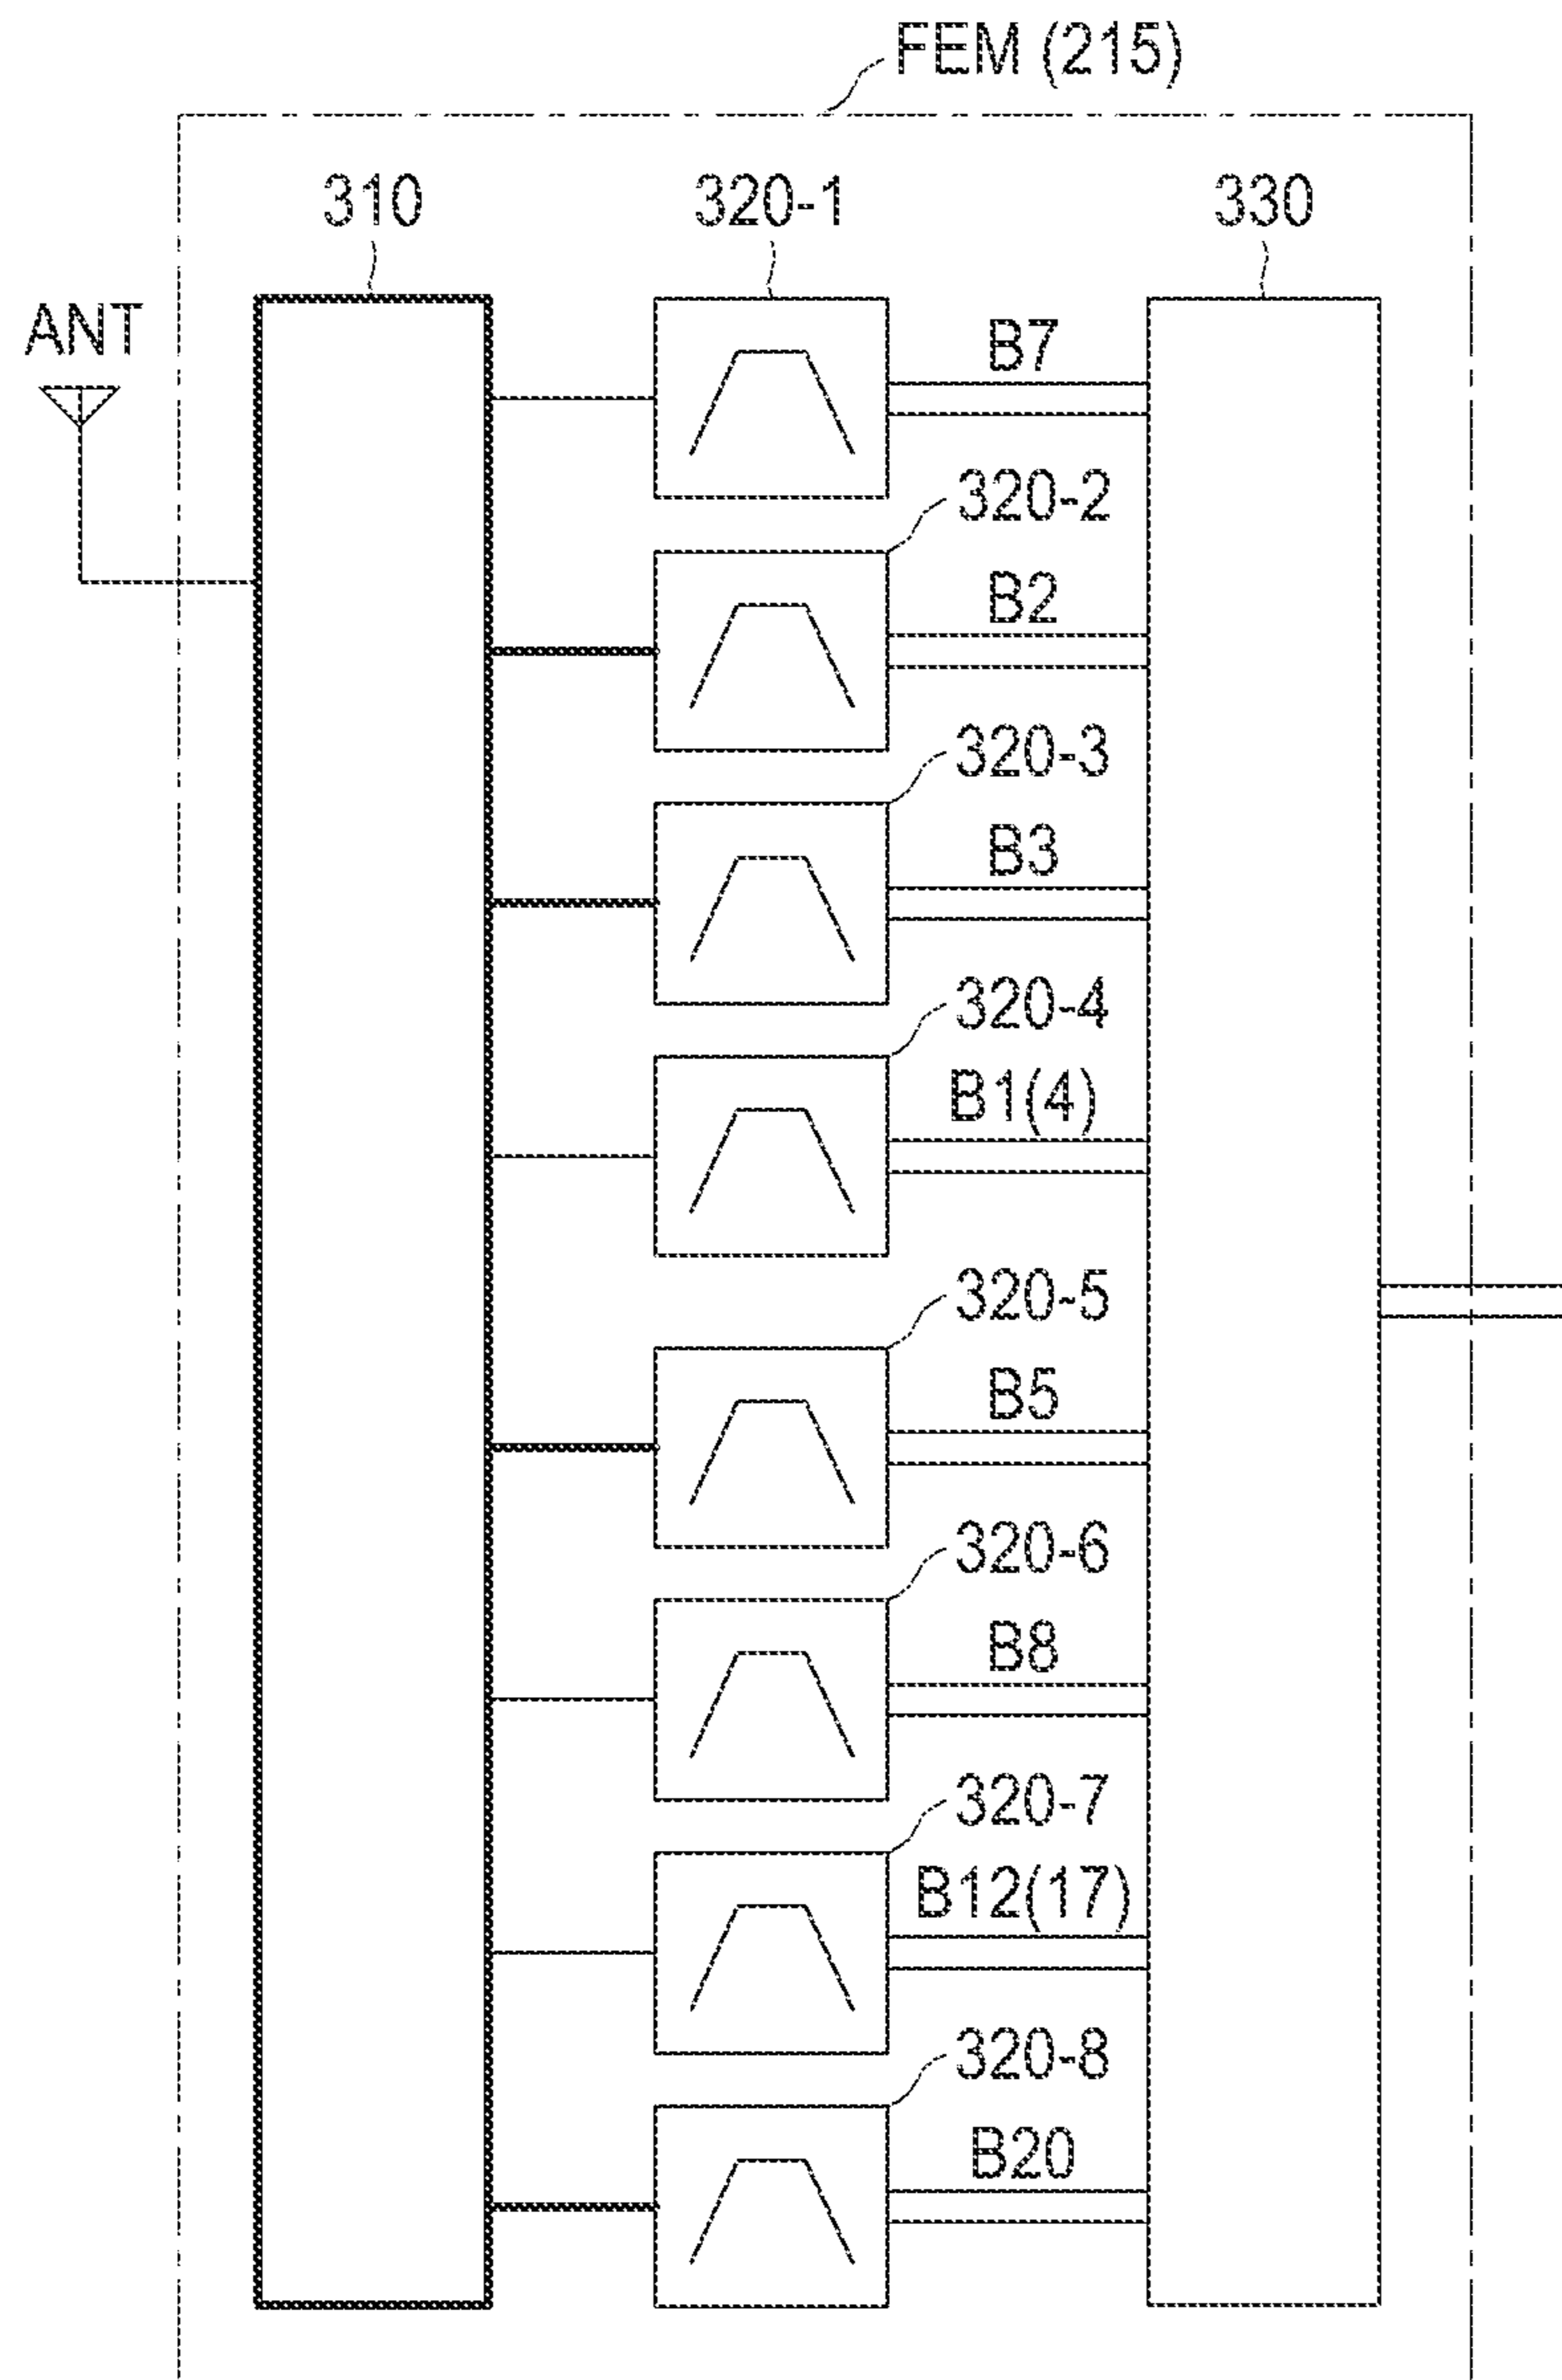 FEM (215)
310
320-1
330
ANT
B7
320-2
B2
320-3
B3
320-4
B1(4)
320-5
B5
320-6
B8
320-7
B12(17)
320-8
B20